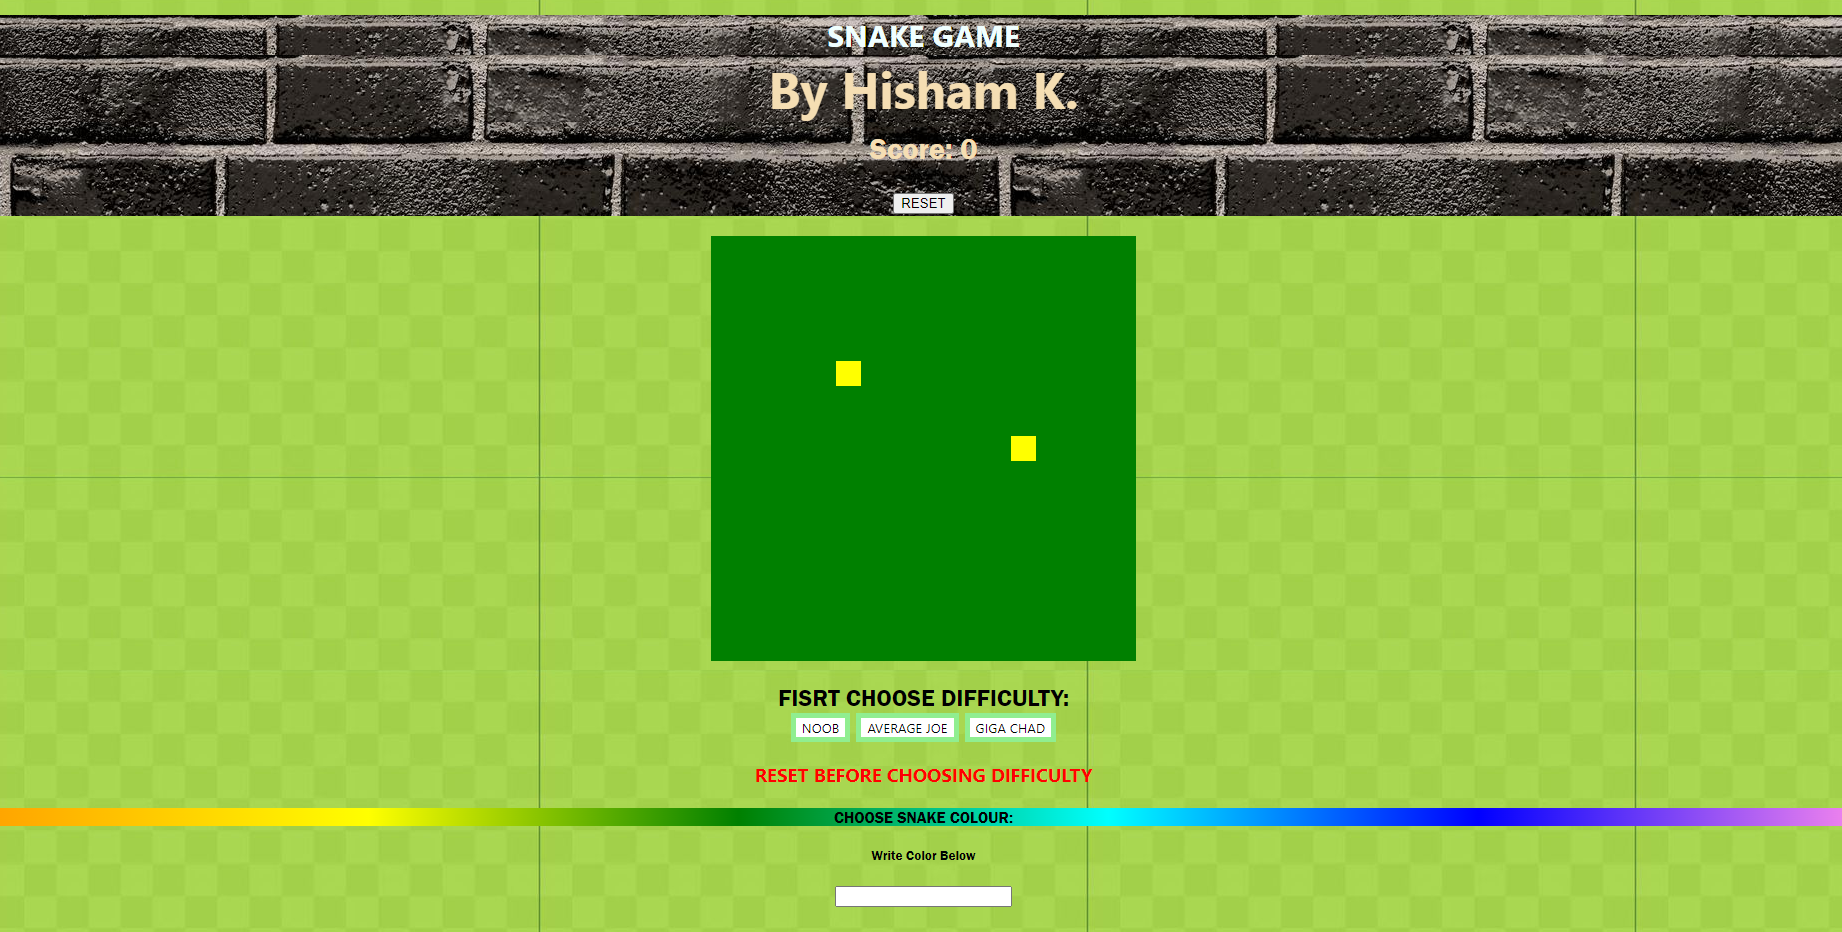 SNAKE GAME
By Hisham K.
Score: 0
RESET
FISRT CHOOSE DIFFICULTY:
NOOB AVERAGE JOE GIGA CHAD
RESET BEFORE CHOOSING DIFFICULTY
CHOOSE SNAKE COLOUR:
Write Color Below